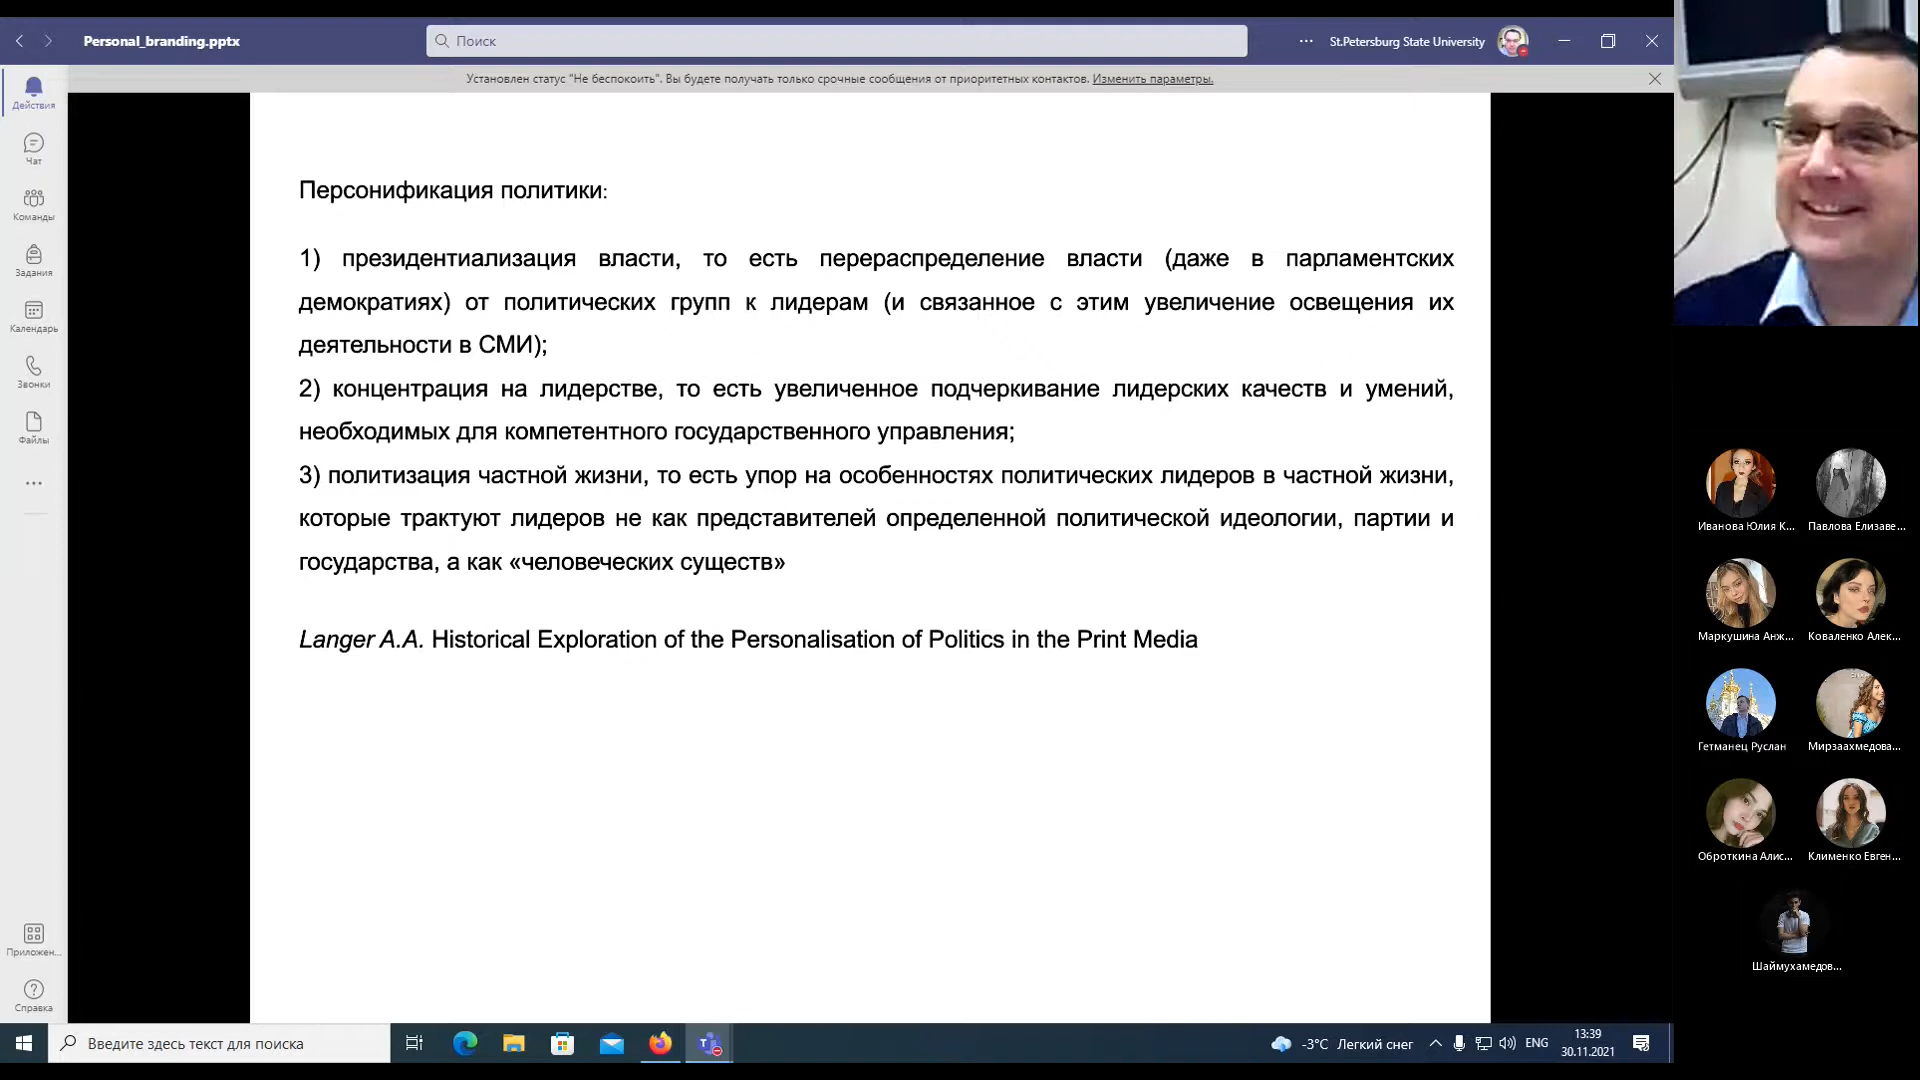 Personal_branding.pptx
Поиск
St.Petersburg State University
Установлен статус "Не беспокоить". Вы будете получать только срочные сообщения от приоритетных контактов. Изменить параметры.
Действия
Чат
Команды
Задания
Календарь
Звонки
Файлы
Приложен...
Справка
Персонификация политики:
1) президентиализация власти, то есть перераспределение власти (даже в парламентских
демократиях) от политических групп к лидерам (и связанное с этим увеличение освещения их
деятельности в СМИ);
2) концентрация на лидерстве, то есть увеличенное подчеркивание лидерских качеств и умений,
необходимых для компетентного государственного управления;
3) политизация частной жизни, то есть упор на особенностях политических лидеров в частной жизни,
которые трактуют лидеров не как представителей определенной политической идеологии, партии и
государства, а как «человеческих существ»
Langer A.A. Historical Exploration of the Personalisation of Politics in the Print Media
Иванова Юлия К...
Павлова Елизаве...
Маркушина Анж...
Коваленко Алек...
Гетманец Руслан
Мирзаахмедова...
Оброткина Алис...
Клименко Евген...
Шаймухамедов...
Введите здесь текст для поиска
-3°C Легкий снег
ENG
13:39
30.11.2021